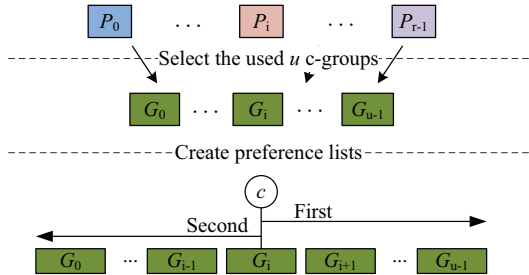 P0 ... Pi ... Pr-1
Select the used u c-groups
G0 ... Gi ... Gu-1
Create preference lists
c
First
Second
G0 ... Gi-1 Gi Gi+1 ... Gu-1